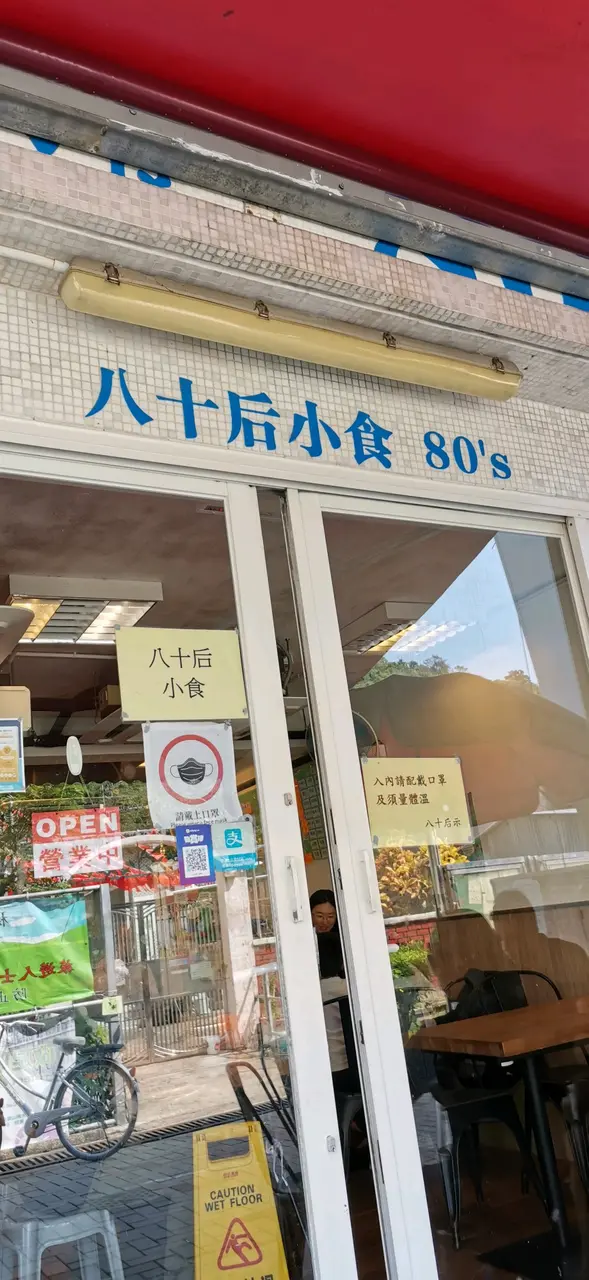 八十后小食 80's
八十后
小食
請戴上口罩
OPEN
營業中
入內請配戴口罩
及須量體溫
八十后示
CAUTION
WET FLOOR